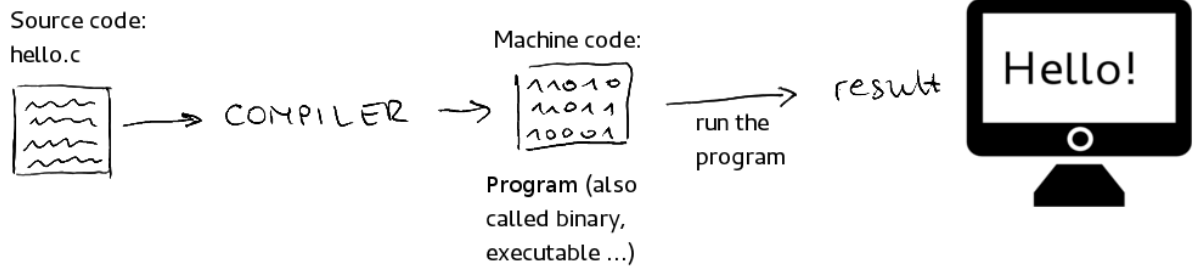 Source code:
hello.c
COMPILER
Machine code:
11010
11011
10001
Program (also
called binary,
executable ...)
run the
program
result
Hello!